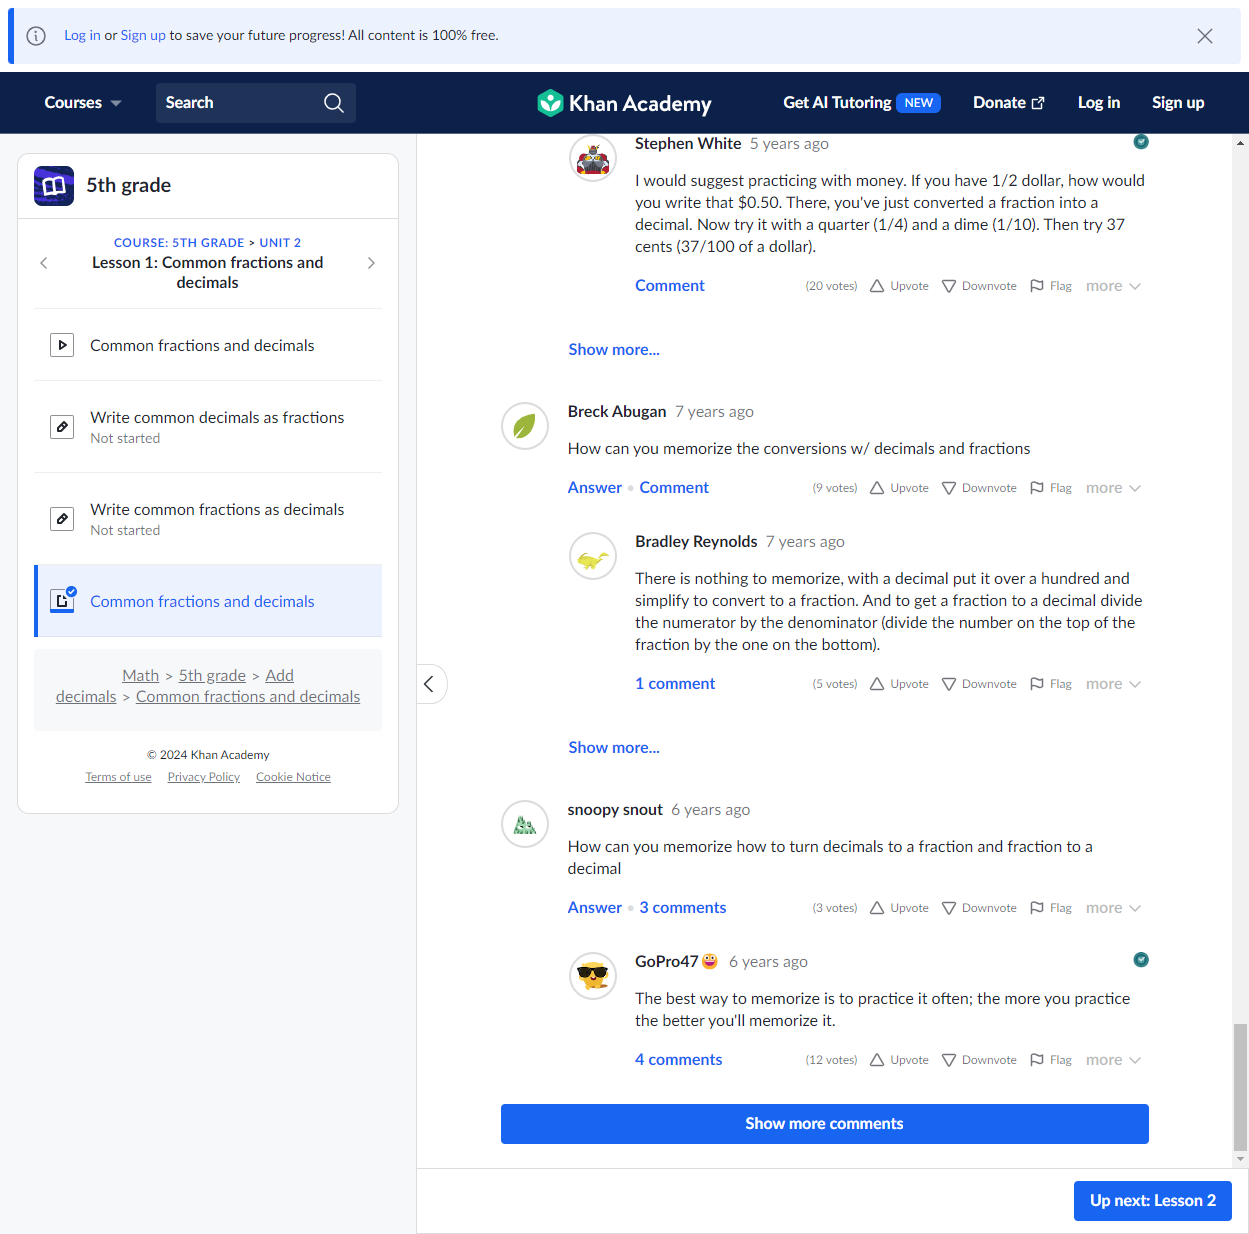 Log in or Sign up to save your future progress! All content is 100% free.
Courses
Search
Khan Academy
Get AI Tutoring NEW
Donate
Log in
Sign up
5th grade
COURSE: 5TH GRADE > UNIT 2
Lesson 1: Common fractions and
decimals
Common fractions and decimals
Write common decimals as fractions
Not started
Write common fractions as decimals
Not started
Common fractions and decimals
Math > 5th grade > Add
decimals > Common fractions and decimals
© 2024 Khan Academy
Terms of use Privacy Policy Cookie Notice
Stephen White 5 years ago
I would suggest practicing with money. If you have 1/2 dollar, how would
you write that $0.50. There, you've just converted a fraction into a
decimal. Now try it with a quarter (1/4) and a dime (1/10). Then try 37
cents (37/100 of a dollar).
Comment (20 votes) Upvote Downvote Flag more
Show more...
Breck Abugan 7 years ago
How can you memorize the conversions w/ decimals and fractions
Answer • Comment (9 votes) Upvote Downvote Flag more
Bradley Reynolds 7 years ago
There is nothing to memorize, with a decimal put it over a hundred and
simplify to convert to a fraction. And to get a fraction to a decimal divide
the numerator by the denominator (divide the number on the top of the
fraction by the one on the bottom).
1 comment (5 votes) Upvote Downvote Flag more
Show more...
snoopy snout 6 years ago
How can you memorize how to turn decimals to a fraction and fraction to a
decimal
Answer • 3 comments (3 votes) Upvote Downvote Flag more
GoPro47😀 6 years ago
The best way to memorize is to practice it often; the more you practice
the better you'll memorize it.
4 comments (12 votes) Upvote Downvote Flag more
Show more comments
Up next: Lesson 2